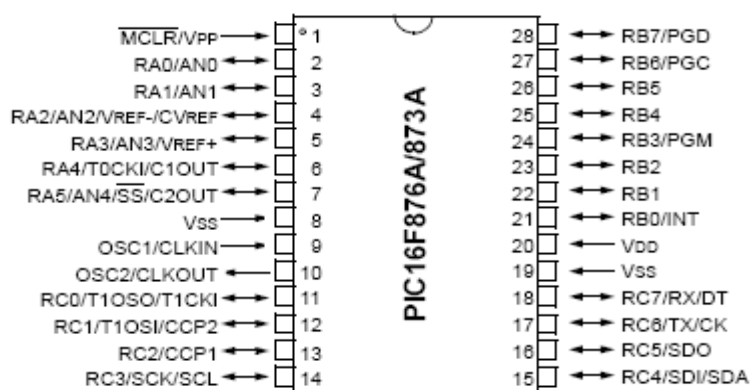 MCLR/VPP 1 28 RB7/PGD
RA0/AN0 2 27 RB6/PGC
RA1/AN1 3 26 RB5
RA2/AN2/VREF-/CVREF 4 25 RB4
RA3/AN3/VREF+ 5 24 RB3/PGM
RA4/T0CKI/C1OUT 6 23 RB2
RA5/AN4/SS/C2OUT 7 22 RB1
VSS 8 21 RB0/INT
OSC1/CLKIN 9 20 VDD
OSC2/CLKOUT 10 19 VSS
RC0/T1OSO/T1CKI 11 18 RC7/RX/DT
RC1/T1OSI/CCP2 12 17 RC6/TX/CK
RC2/CCP1 13 16 RC5/SDO
RC3/SCK/SCL 14 15 RC4/SDI/SDA
PIC16F876A/873A